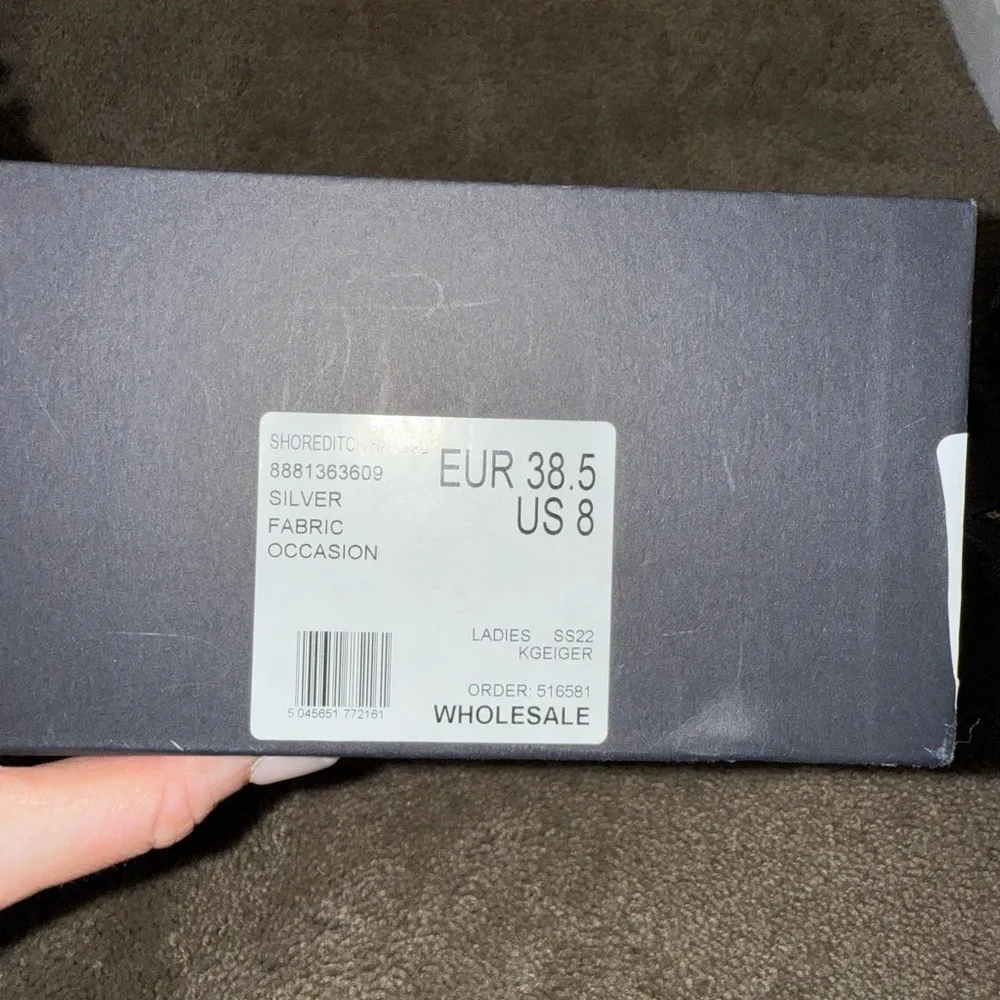 SHOREDITCH
8881363609
SILVER
FABRIC
OCCASION
EUR 38.5
US 8
LADIES SS22
KGEIGER
ORDER: 516581
WHOLESALE
5 045651 772161